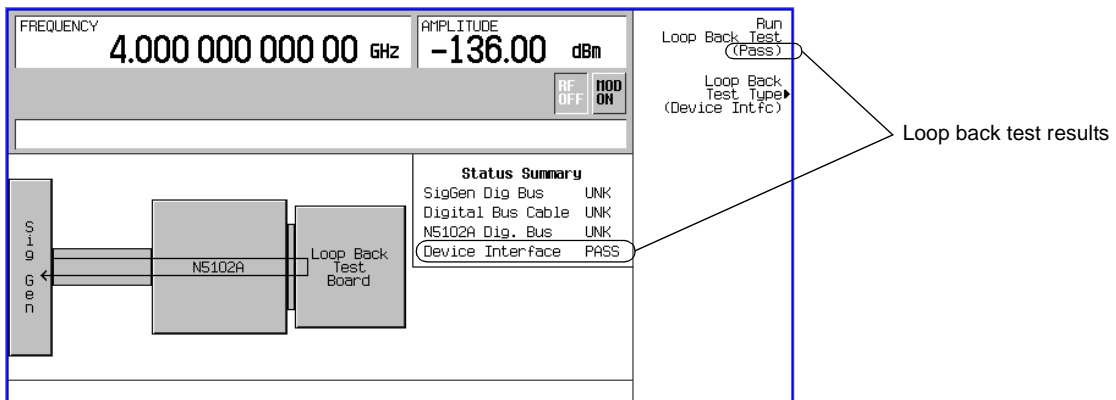 FREQUENCY
4.000 000 000 00 GHz
AMPLITUDE
-136.00 dBm
RF
OFF
MOD
ON
Run
Loop Back Test
(Pass)
Loop Back
Test Type
(Device Intfc)
Loop back test results
Status Summary
SigGen Dig Bus UNK
Digital Bus Cable UNK
N5102A Dig. Bus UNK
Device Interface PASS
Sig Gen
N5102A
Loop Back
Test
Board